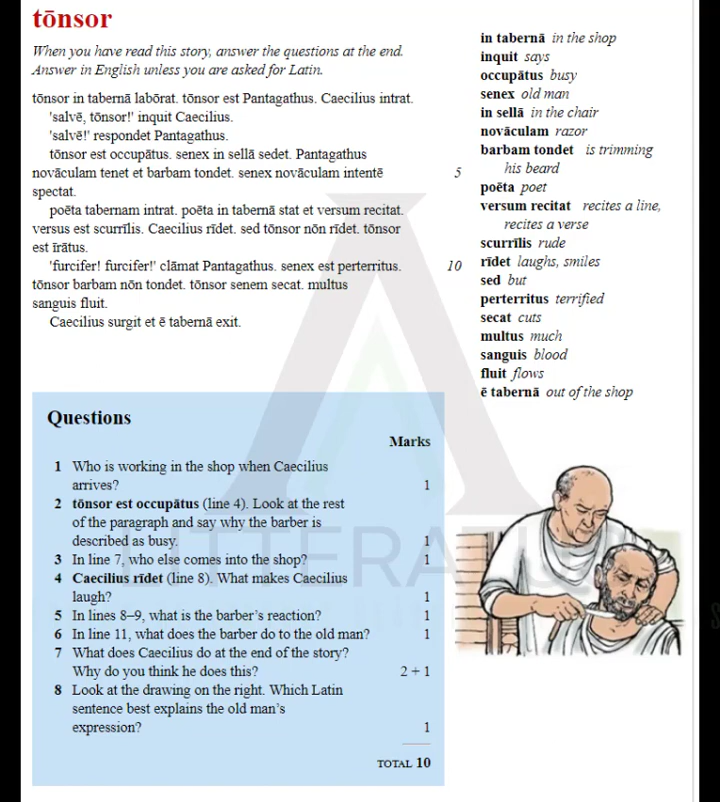 tōnsor
When you have read this story, answer the questions at the end.
Answer in English unless you are asked for Latin.
tōnsor in tabernā labōrat. tōnsor est Pantagathus. Caecilius intrat.
'salvē, tōnsor!' inquit Caecilius.
'salvē!' respondet Pantagathus.
tōnsor est occupātus. senex in sellā sedet. Pantagathus
novāculam tenet et barbam tondet. senex novāculam intentē 5
spectat.
poēta tabernam intrat. poēta in tabernā stat et versum recitat.
versus est scurrīlis. Caecilius rīdet. sed tōnsor nōn rīdet. tōnsor
est īrātus.
'furcifer! furcifer!' clāmat Pantagathus. senex est perterritus. 10
tōnsor barbam nōn tondet. tōnsor senem secat. multus
sanguis fluit.
Caecilius surgit et ē tabernā exit.
in tabernā in the shop
inquit says
occupātus busy
senex old man
in sellā in the chair
novāculam razor
barbam tondet is trimming
his beard
poēta poet
versum recitat recites a line,
recites a verse
scurrīlis rude
rīdet laughs, smiles
sed but
perterritus terrified
secat cuts
multus much
sanguis blood
fluit flows
ē tabernā out of the shop
Questions
Marks
1 Who is working in the shop when Caecilius
arrives? 1
2 tōnsor est occupātus (line 4). Look at the rest
of the paragraph and say why the barber is
described as busy. 1
3 In line 7, who else comes into the shop? 1
4 Caecilius rīdet (line 8). What makes Caecilius
laugh? 1
5 In lines 8–9, what is the barber's reaction? 1
6 In line 11, what does the barber do to the old man? 1
7 What does Caecilius do at the end of the story?
Why do you think he does this? 2 + 1
8 Look at the drawing on the right. Which Latin
sentence best explains the old man's
expression? 1
TOTAL 10